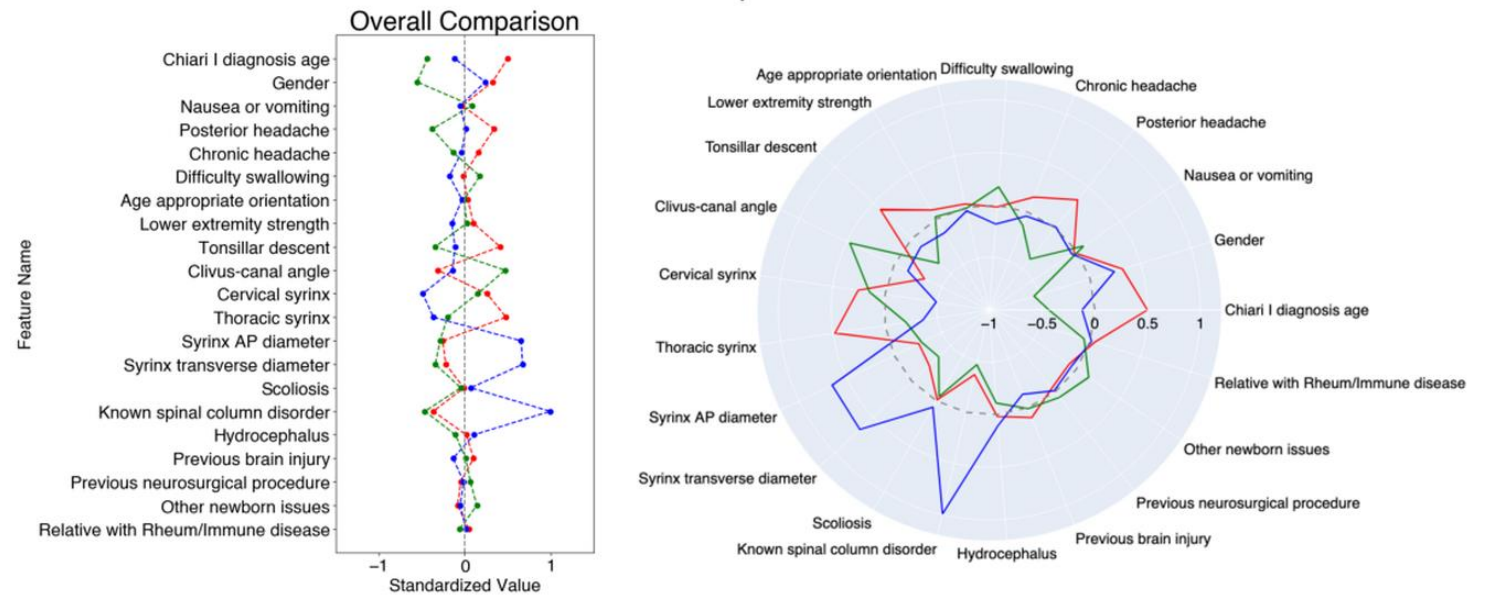 Overall Comparison
Feature Name
Chiari I diagnosis age
Gender
Nausea or vomiting
Posterior headache
Chronic headache
Difficulty swallowing
Age appropriate orientation
Lower extremity strength
Tonsillar descent
Clivus-canal angle
Cervical syrinx
Thoracic syrinx
Syrinx AP diameter
Syrinx transverse diameter
Scoliosis
Known spinal column disorder
Hydrocephalus
Previous brain injury
Previous neurosurgical procedure
Other newborn issues
Relative with Rheum/Immune disease
−1 0 1
Standardized Value
Age appropriate orientation Difficulty swallowing
Lower extremity strength Chronic headache
Tonsillar descent Posterior headache
Clivus-canal angle Nausea or vomiting
Cervical syrinx Gender
−1 −0.5 0 0.5 1 Chiari I diagnosis age
Thoracic syrinx
Relative with Rheum/Immune disease
Syrinx AP diameter
Other newborn issues
Syrinx transverse diameter
Previous neurosurgical procedure
Scoliosis
Previous brain injury
Known spinal column disorder Hydrocephalus